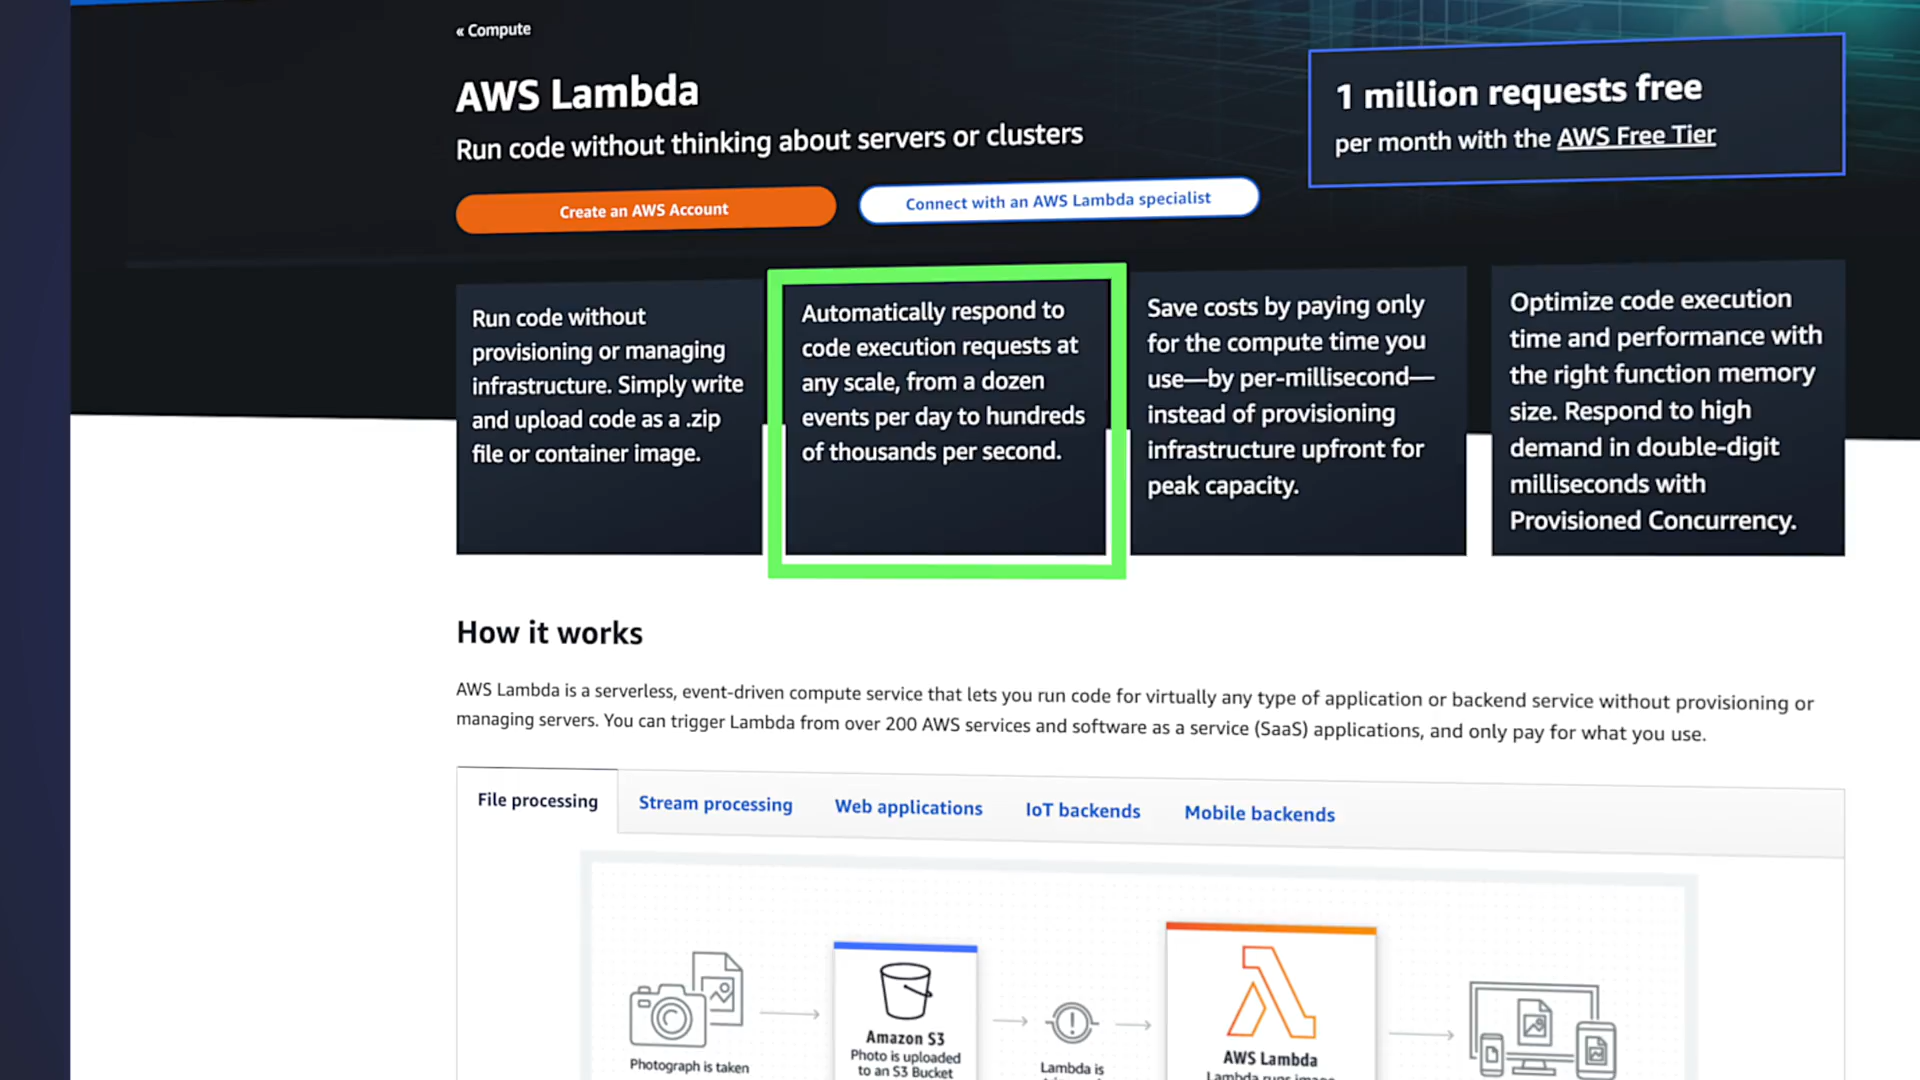 « Compute
AWS Lambda
Run code without thinking about servers or clusters
Create an AWS Account
Connect with an AWS Lambda specialist
1 million requests free
per month with the AWS Free Tier
Run code without
provisioning or managing
infrastructure. Simply write
and upload code as a .zip
file or container image.
Automatically respond to
code execution requests at
any scale, from a dozen
events per day to hundreds
of thousands per second.
Save costs by paying only
for the compute time you
use—by per-millisecond—
instead of provisioning
infrastructure upfront for
peak capacity.
Optimize code execution
time and performance with
the right function memory
size. Respond to high
demand in double-digit
milliseconds with
Provisioned Concurrency.
How it works
AWS Lambda is a serverless, event-driven compute service that lets you run code for virtually any type of application or backend service without provisioning or
managing servers. You can trigger Lambda from over 200 AWS services and software as a service (SaaS) applications, and only pay for what you use.
File processing
Stream processing
Web applications
IoT backends
Mobile backends
Photograph is taken
Amazon S3
Photo is uploaded
to an S3 Bucket
Lambda is
AWS Lambda
Lambda runs image